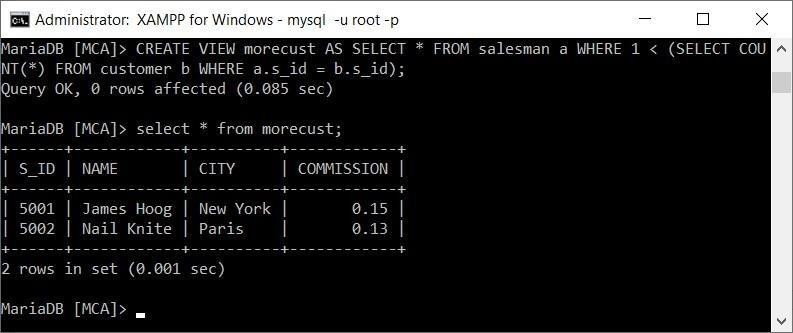 Administrator:  XAMPP for Windows - mysql  -u root -p
MariaDB [MCA]> CREATE VIEW morecust AS SELECT * FROM salesman a WHERE 1 < (SELECT COU
NT(*) FROM customer b WHERE a.s_id = b.s_id);
Query OK, 0 rows affected (0.085 sec)

MariaDB [MCA]> select * from morecust;
+------+------------+----------+------------+
| S_ID | NAME       | CITY     | COMMISSION |
+------+------------+----------+------------+
| 5001 | James Hoog | New York |       0.15 |
| 5002 | Nail Knite | Paris    |       0.13 |
+------+------------+----------+------------+
2 rows in set (0.001 sec)

MariaDB [MCA]>